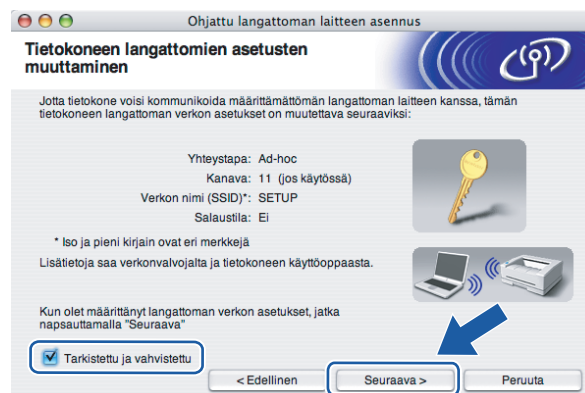 Ohjattu langattoman laitteen asennus
Tietokoneen langattomien asetusten
muuttaminen
Jotta tietokone voisi kommunikoida määrittämättömän langattoman laitteen kanssa, tämän
tietokoneen langattoman verkon asetukset on muutettava seuraaviksi:
Yhteystapa: Ad-hoc
Kanava: 11 (jos käytössä)
Verkon nimi (SSID)*: SETUP
Salaustila: Ei
* Iso ja pieni kirjain ovat eri merkkejä
Lisätietoja saa verkonvalvojalta ja tietokoneen käyttöoppaasta.
Kun olet määrittänyt langattoman verkon asetukset, jatka
napsauttamalla "Seuraava"
Tarkistettu ja vahvistettu
< Edellinen
Seuraava >
Peruuta